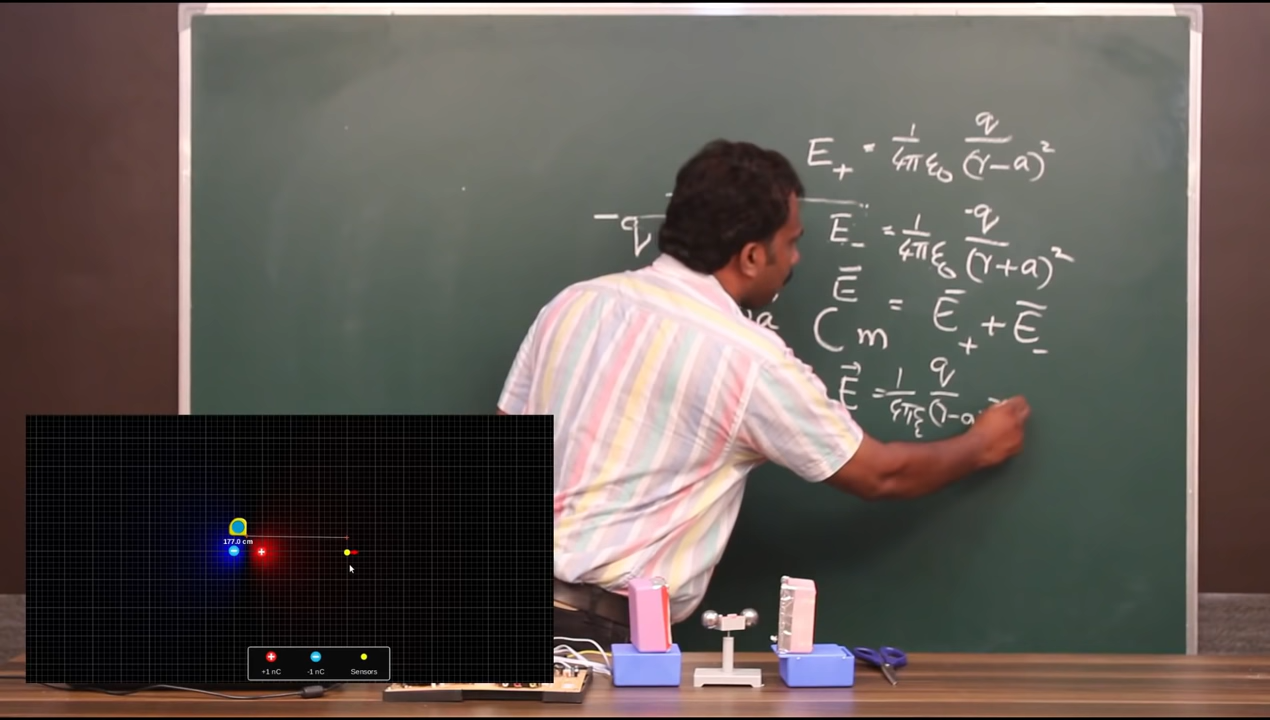 E₊ = 1/4πε₀ q/(r-a)²
-q
E₋ = 1/4πε₀ -q/(r+a)²
Ē = Ē₊ + Ē₋
a Cm
E⃗ = 1/4πε q/(r-a
177.0 cm
+1 nC
-1 nC
Sensors